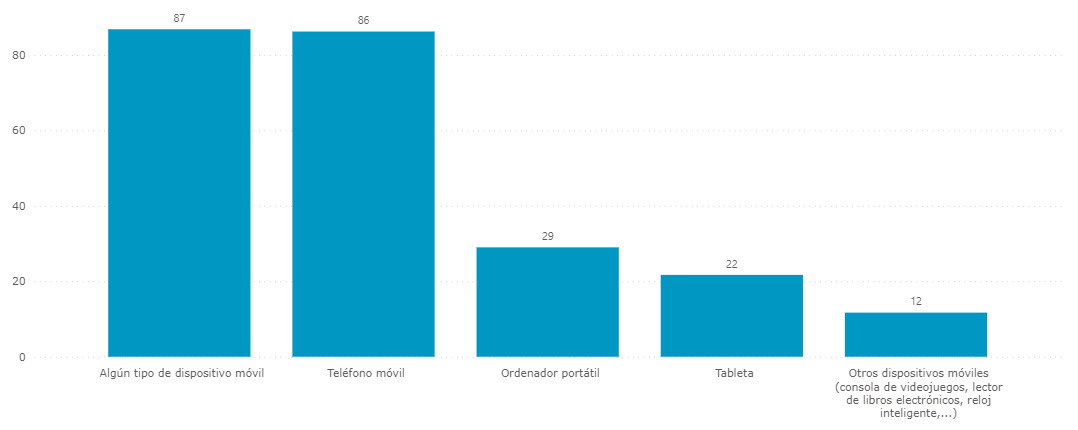 87
86
80
60
40
29
22
20
12
0
Algún tipo de dispositivo móvil
Teléfono móvil
Ordenador portátil
Tableta
Otros dispositivos móviles
(consola de videojuegos, lector
de libros electrónicos, reloj
inteligente,...)